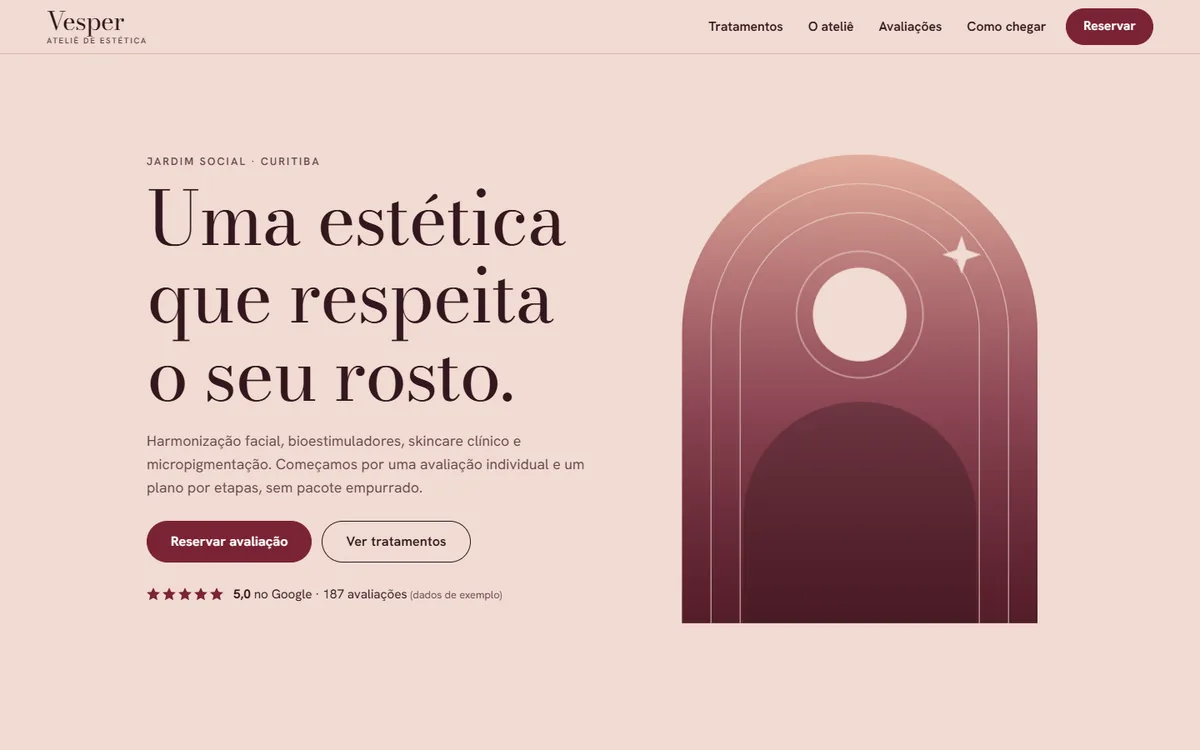 Vesper
ATELIÊ DE ESTÉTICA
Tratamentos
O ateliê
Avaliações
Como chegar
Reservar
JARDIM SOCIAL · CURITIBA
Uma estética
que respeita
o seu rosto.
Harmonização facial, bioestimuladores, skincare clínico e
micropigmentação. Começamos por uma avaliação individual e um
plano por etapas, sem pacote empurrado.
Reservar avaliação
Ver tratamentos
5,0 no Google · 187 avaliações (dados de exemplo)